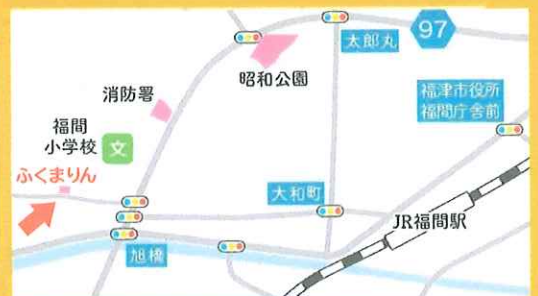 太郎丸
97
昭和公園
消防署
福津市役所
福間庁舎前
福間
小学校
文
ふくまりん
大和町
JR福間駅
旭橋